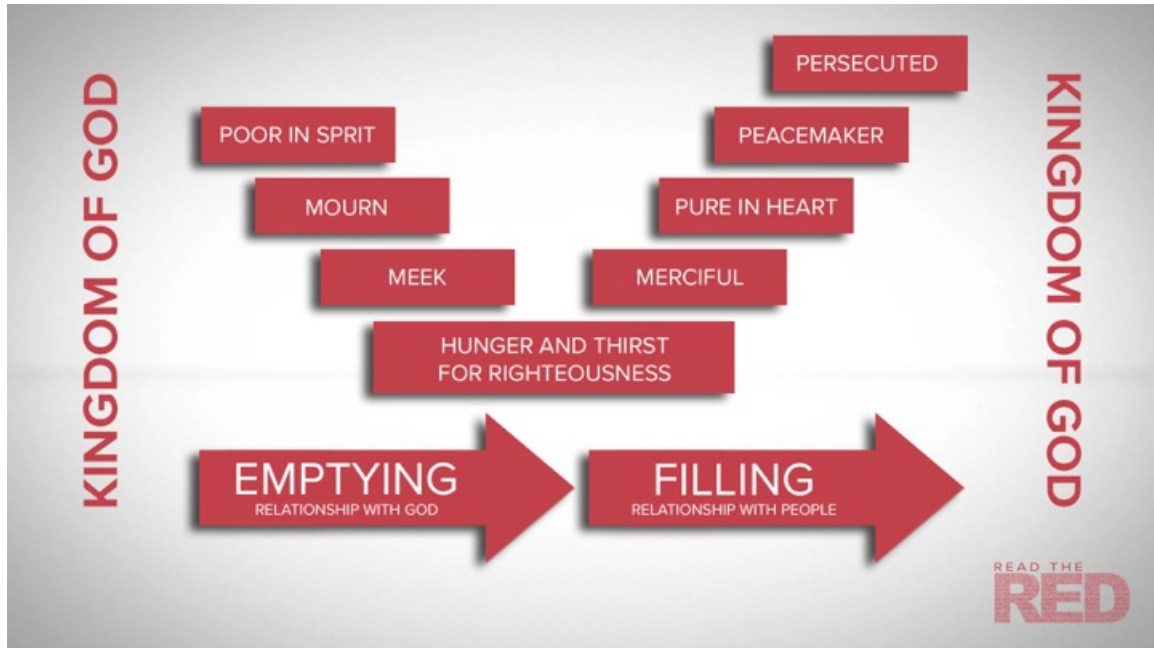 KINGDOM OF GOD
POOR IN SPRIT
MOURN
MEEK
HUNGER AND THIRST
FOR RIGHTEOUSNESS
MERCIFUL
PURE IN HEART
PEACEMAKER
PERSECUTED
KINGDOM OF GOD
EMPTYING
RELATIONSHIP WITH GOD
FILLING
RELATIONSHIP WITH PEOPLE
READ THE
RED